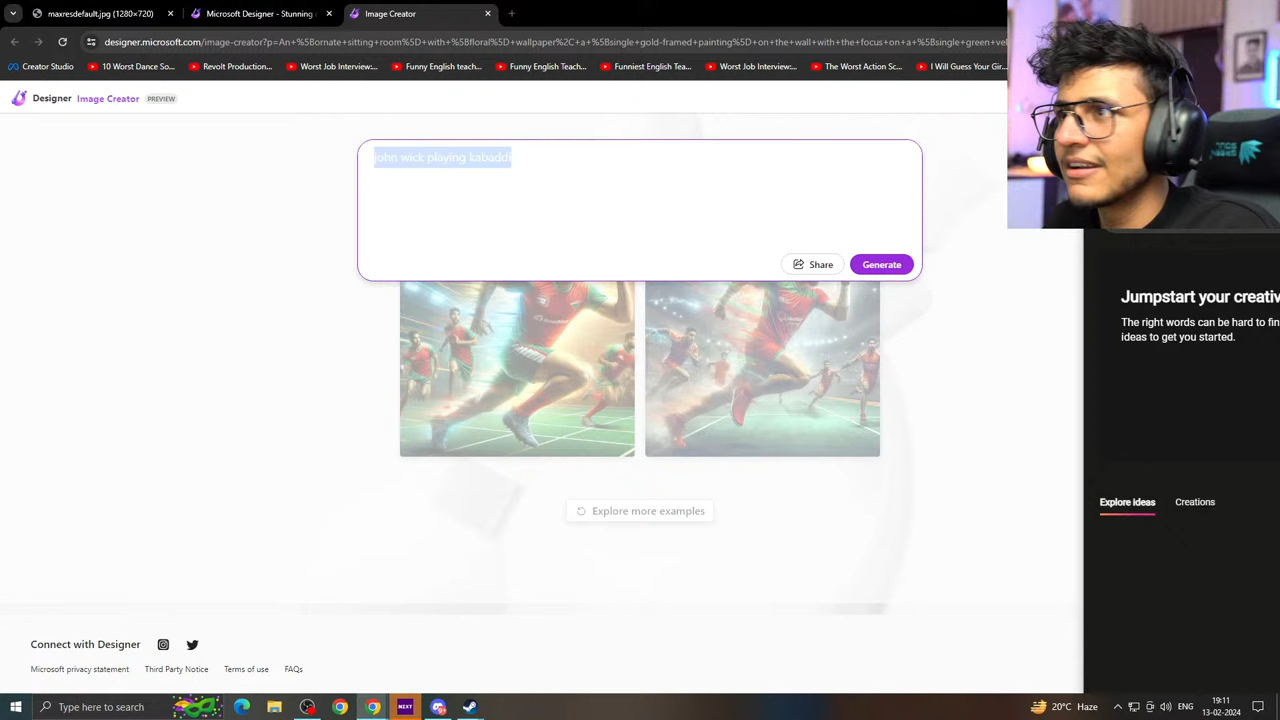 maxresdefault.jpg (1280×720)
Microsoft Designer - Stunning
Image Creator
designer.microsoft.com/image-creator?p=An+%5Bornate+sitting+room%5D+with+%5Bfloral+wallpaper%2C+a+%5Bsingle+gold-framed+painting%5D+on+the+wall+with+the+focus+on+a+%5Bsingle+green+vel
Creator Studio
10 Worst Dance So...
Revolt Production...
Worst Job Interview:...
Funny English teac...
Funny English Teac...
Funniest English Tea...
Worst Job Interview:...
The Worst Action Sc...
I Will Guess Your Gir...
Designer Image Creator PREVIEW
john wick playing kabaddi
Share
Generate
Jumpstart your creativ
The right words can be hard to fin
ideas to get you started.
Explore ideas
Creations
Explore more examples
Connect with Designer
Microsoft privacy statement
Third Party Notice
Terms of use
FAQs
Type here to search
NEXT
20°C Haze
ENG
19:11
13-02-2024